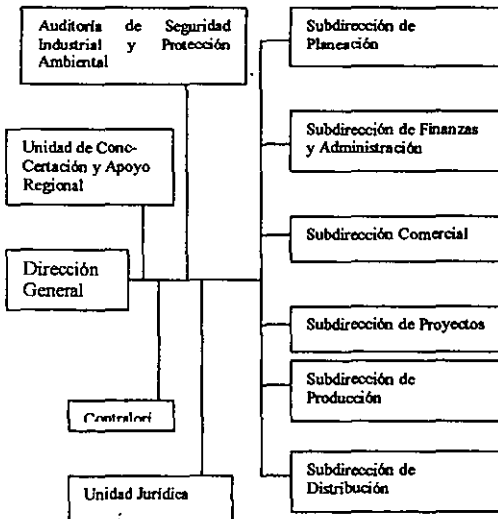 Auditoría de Seguridad
Industrial y Protección
Ambiental
Unidad de Conc-
Certación y Apoyo
Regional
Dirección
General
Contralorí
Unidad Jurídica
Subdirección de
Planeación
Subdirección de Finanzas
y Administración
Subdirección Comercial
Subdirección de Proyectos
Subdirección de
Producción
Subdirección de
Distribución